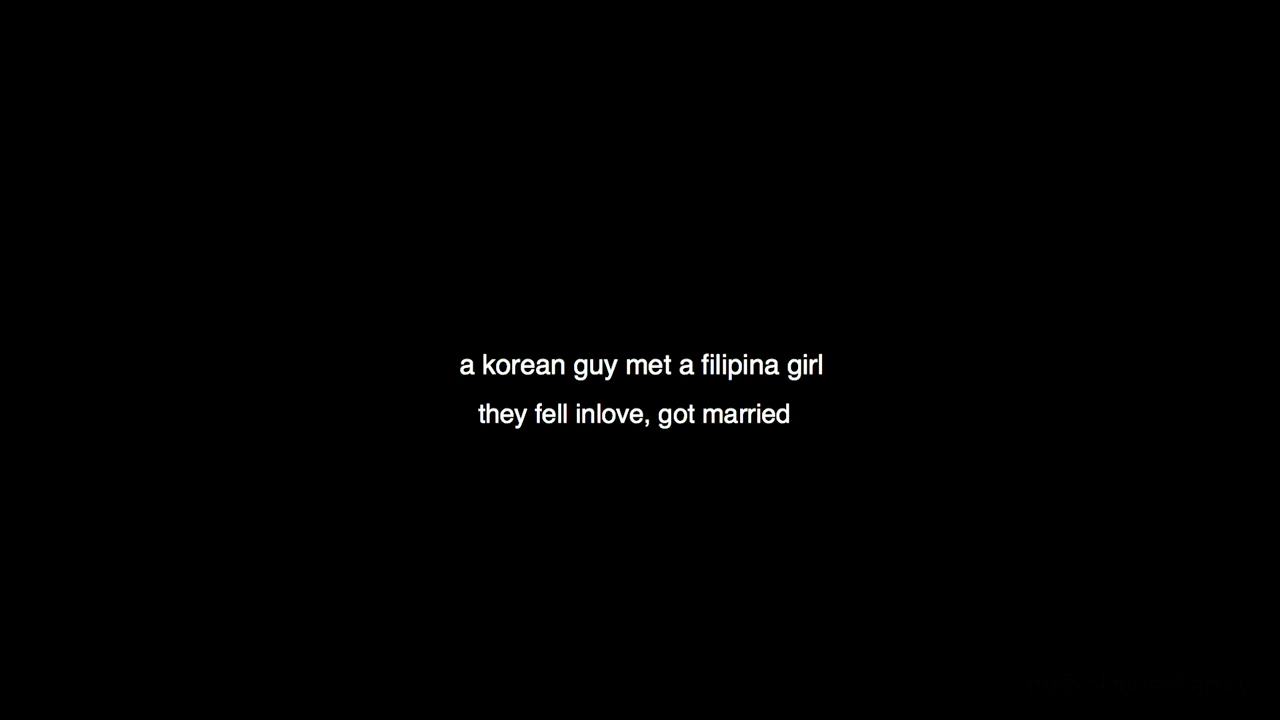 a korean guy met a filipina girl
they fell inlove, got married